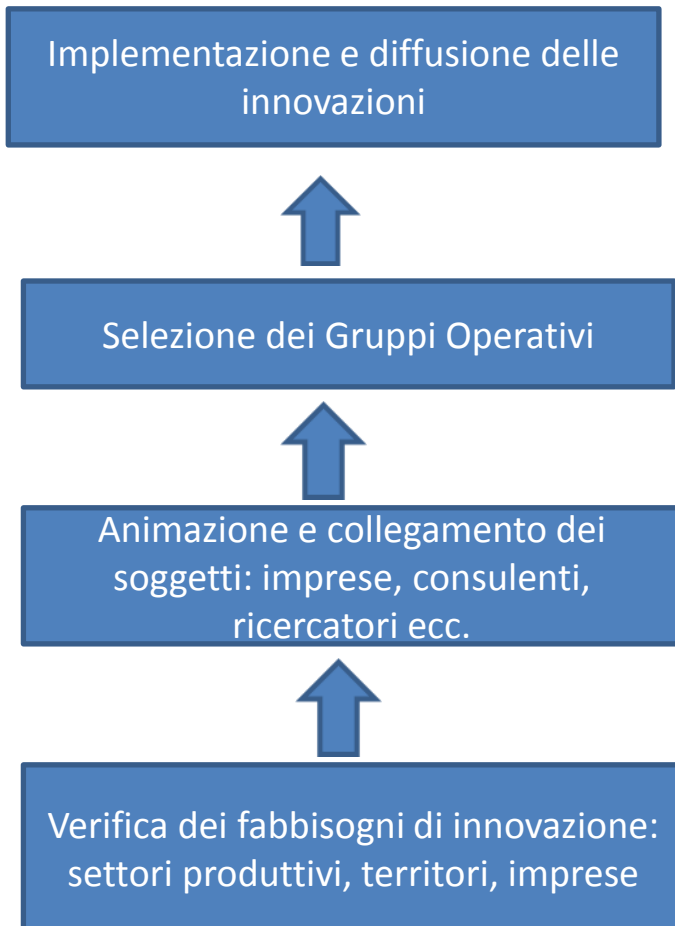 Implementazione e diffusione delle
innovazioni
Selezione dei Gruppi Operativi
Animazione e collegamento dei
soggetti: imprese, consulenti,
ricercatori ecc.
Verifica dei fabbisogni di innovazione:
settori produttivi, territori, imprese